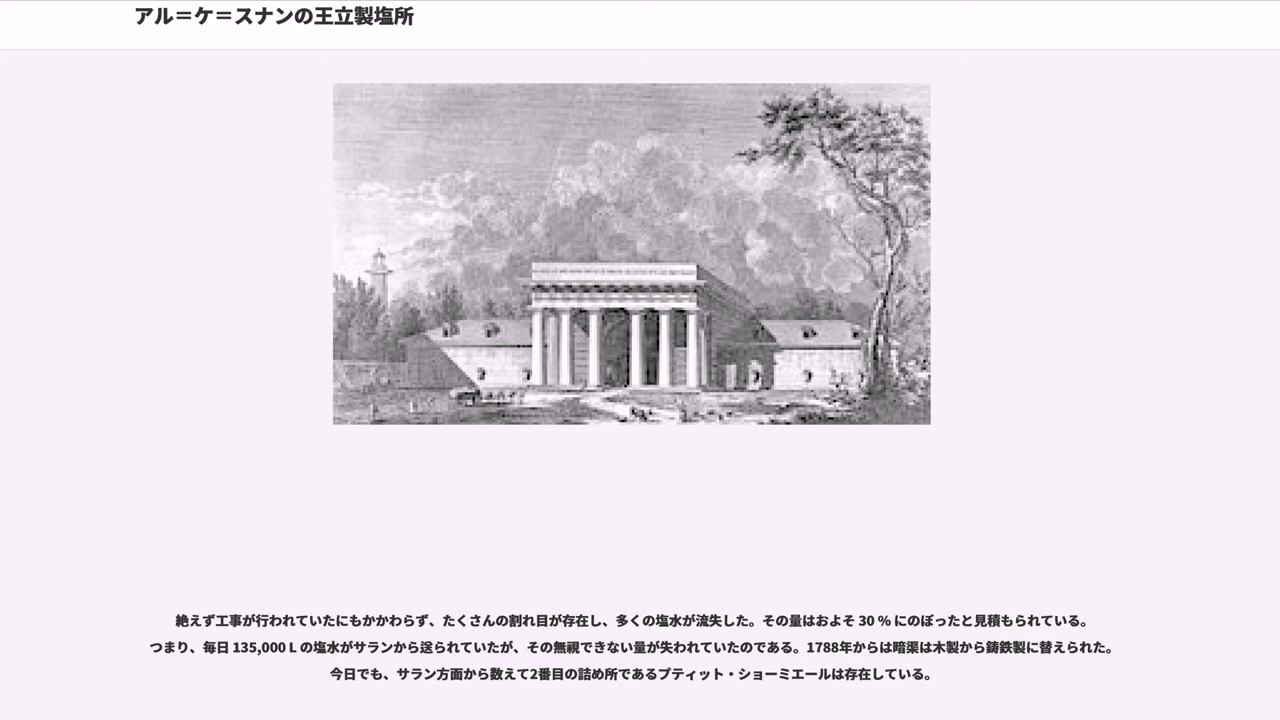 アル＝ケ＝スナンの王立製塩所
絶えず工事が行われていたにもかかわらず、たくさんの割れ目が存在し、多くの塩水が流失した。その量はおよそ 30 % にのぼったと見積もられている。
つまり、毎日 135,000 L の塩水がサランから送られていたが、その無視できない量が失われていたのである。1788年からは暗渠は木製から鋳鉄製に替えられた。
今日でも、サラン方面から数えて2番目の詰め所であるプティット・ショーミエールは存在している。